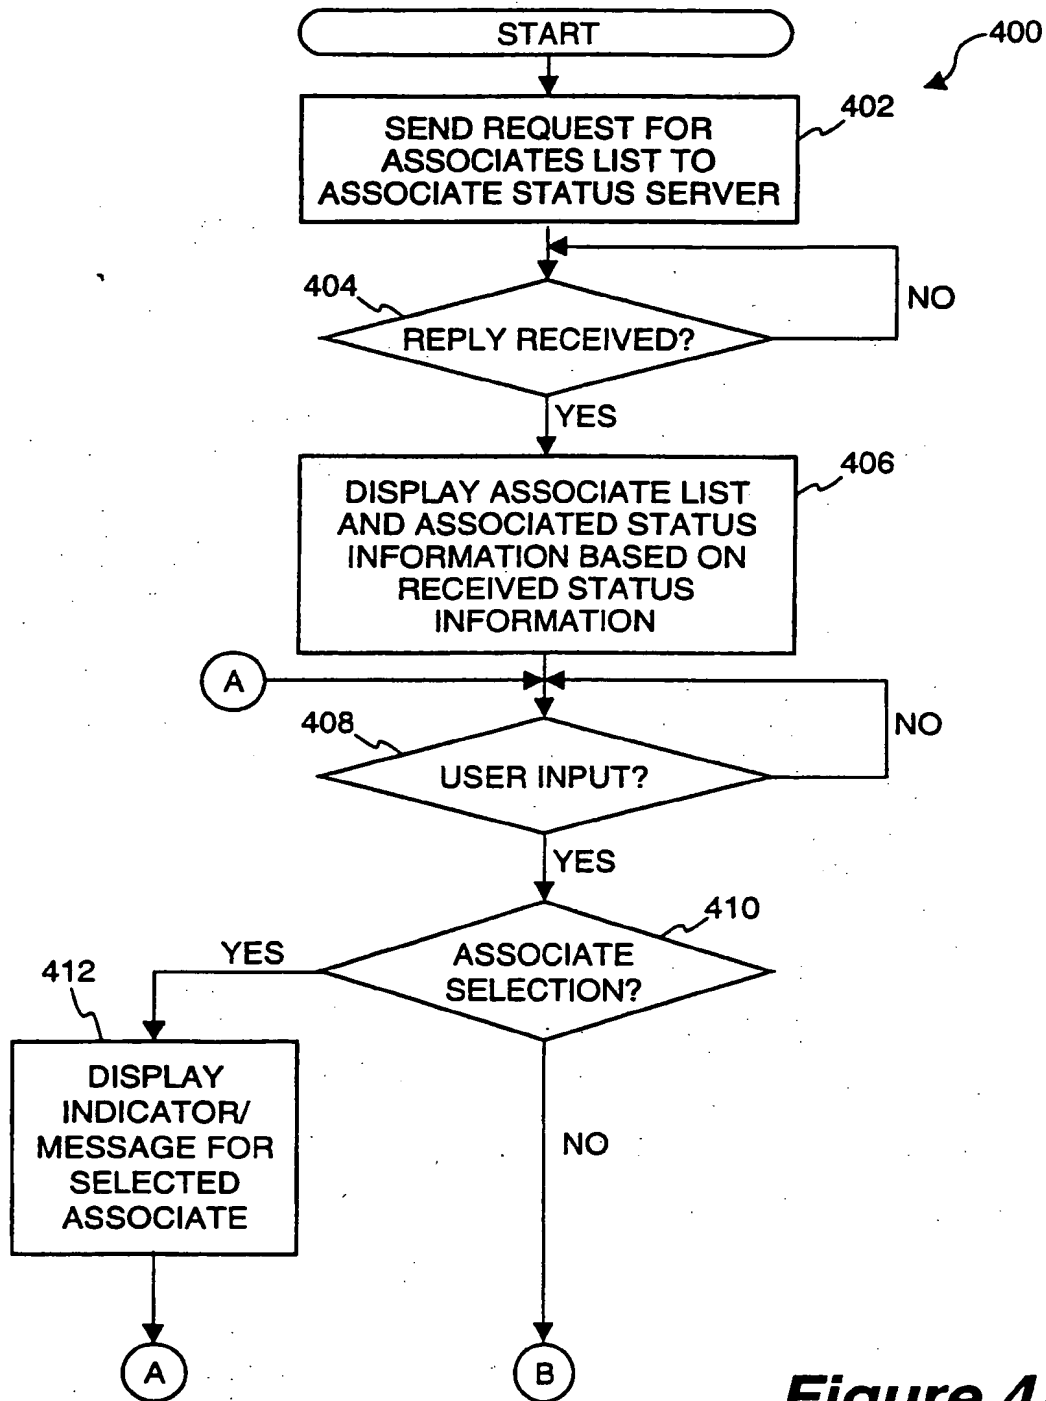 START
400
402
SEND REQUEST FOR
ASSOCIATES LIST TO
ASSOCIATE STATUS SERVER
404
NO
REPLY RECEIVED?
YES
406
DISPLAY ASSOCIATE LIST
AND ASSOCIATED STATUS
INFORMATION BASED ON
RECEIVED STATUS
INFORMATION
A
408
NO
USER INPUT?
YES
410
YES
ASSOCIATE
SELECTION?
412
DISPLAY
INDICATOR/
MESSAGE FOR
SELECTED
ASSOCIATE
NO
A
B